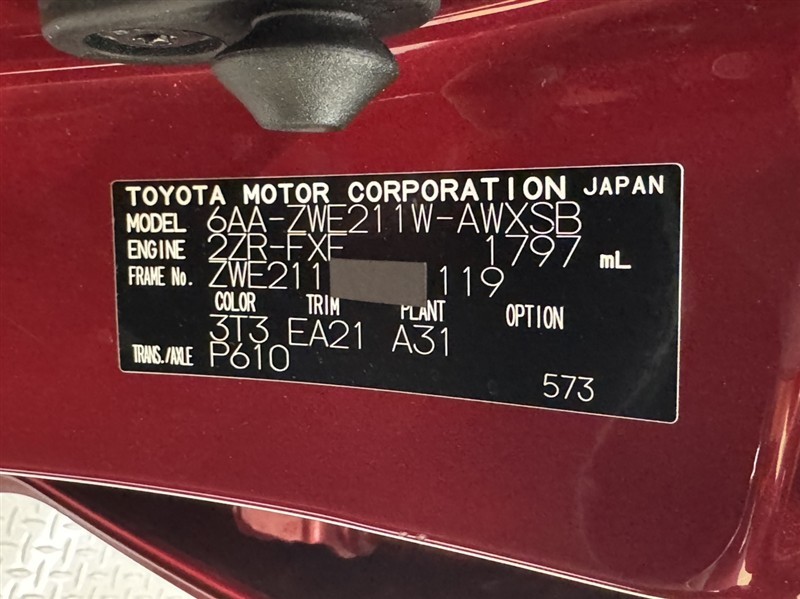 TOYOTA MOTOR CORPORATION JAPAN
MODEL 6AA-ZWE211W-AWXSB
ENGINE 2ZR-FXE 1797 mL
FRAME No. ZWE211 119
COLOR TRIM PLANT OPTION
3T3 EA21 A31
TRANS./AXLE P610
573